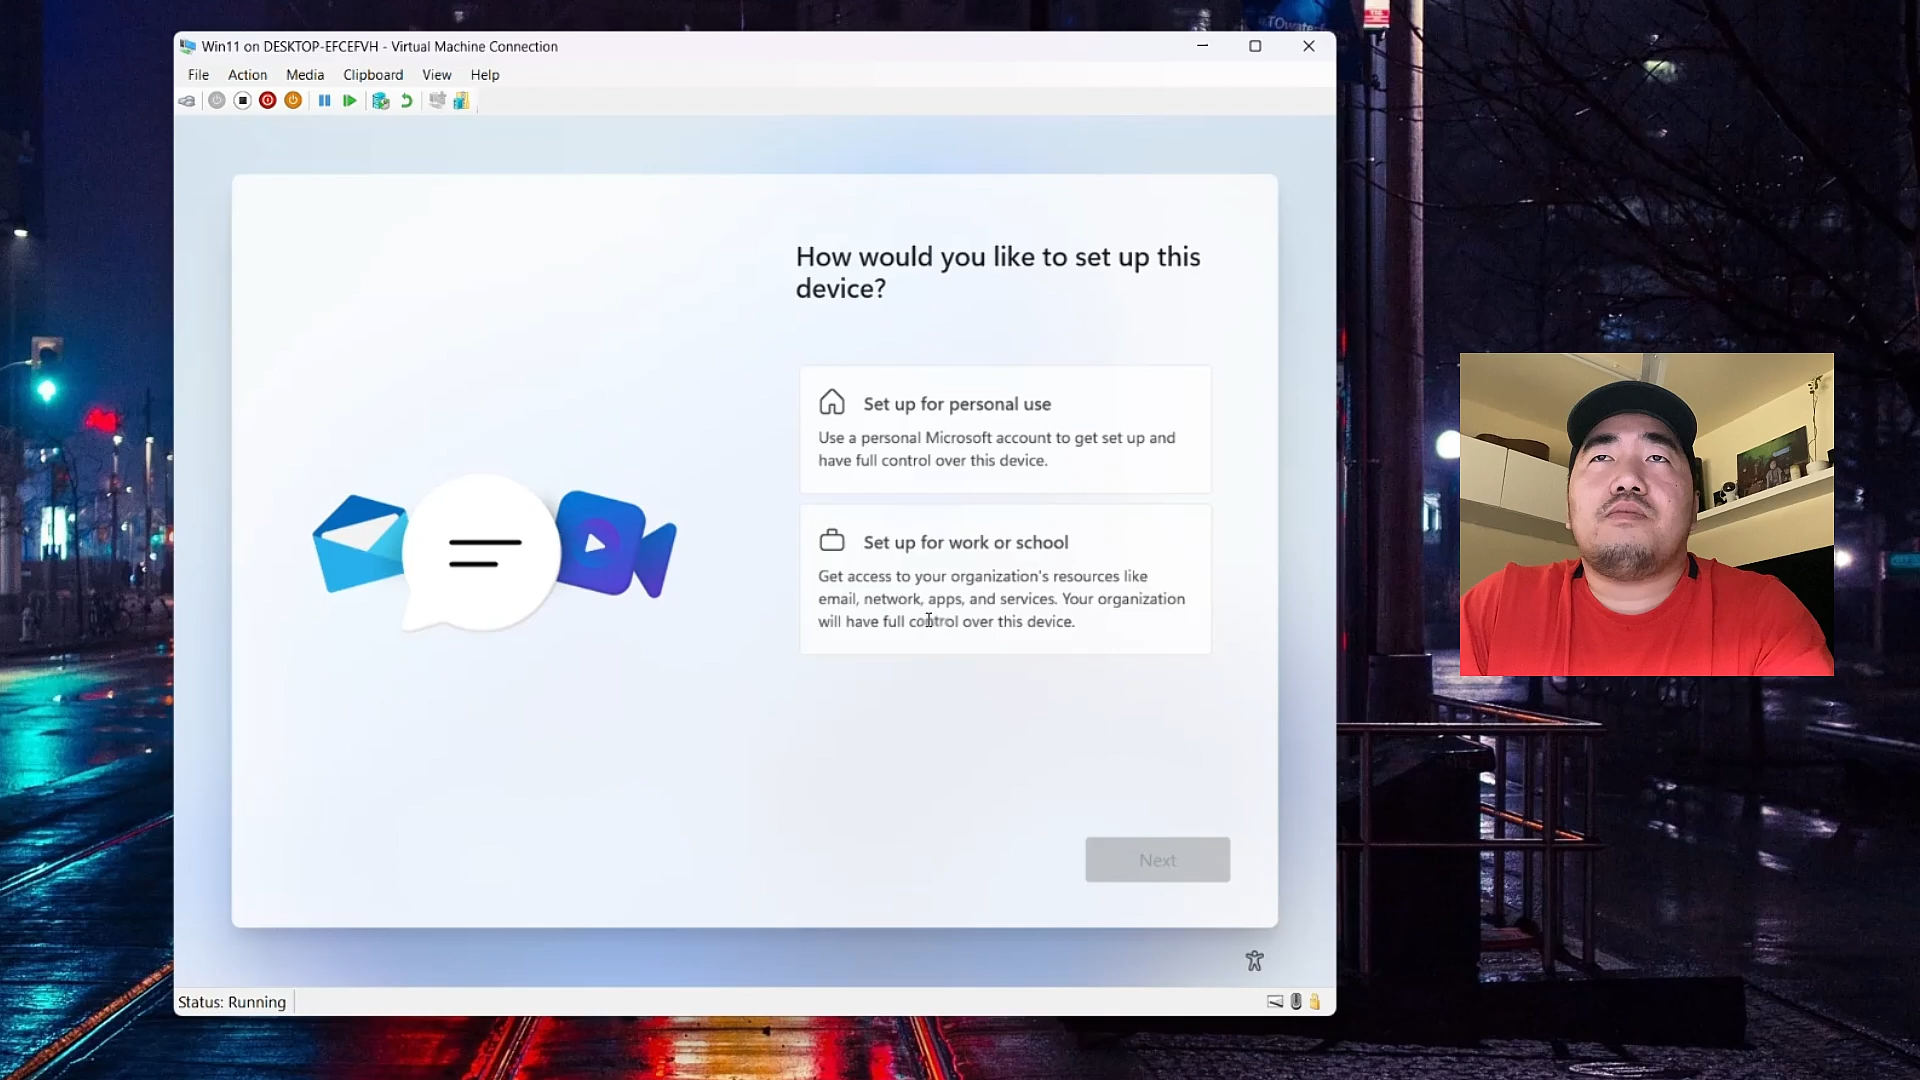 TOwater
Win11 on DESKTOP-EFCEFVH - Virtual Machine Connection
File Action Media Clipboard View Help
How would you like to set up this
device?
Set up for personal use
Use a personal Microsoft account to get set up and
have full control over this device.
Set up for work or school
Get access to your organization's resources like
email, network, apps, and services. Your organization
will have full control over this device.
Next
Status: Running